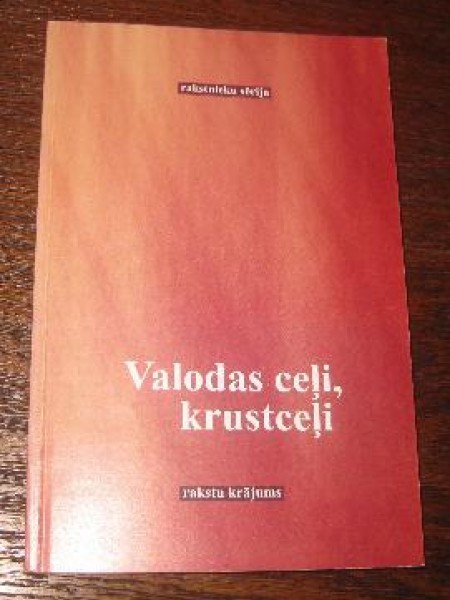 rakstnieku sērija
Valodas ceļi,
krustceļi
rakstu krājums